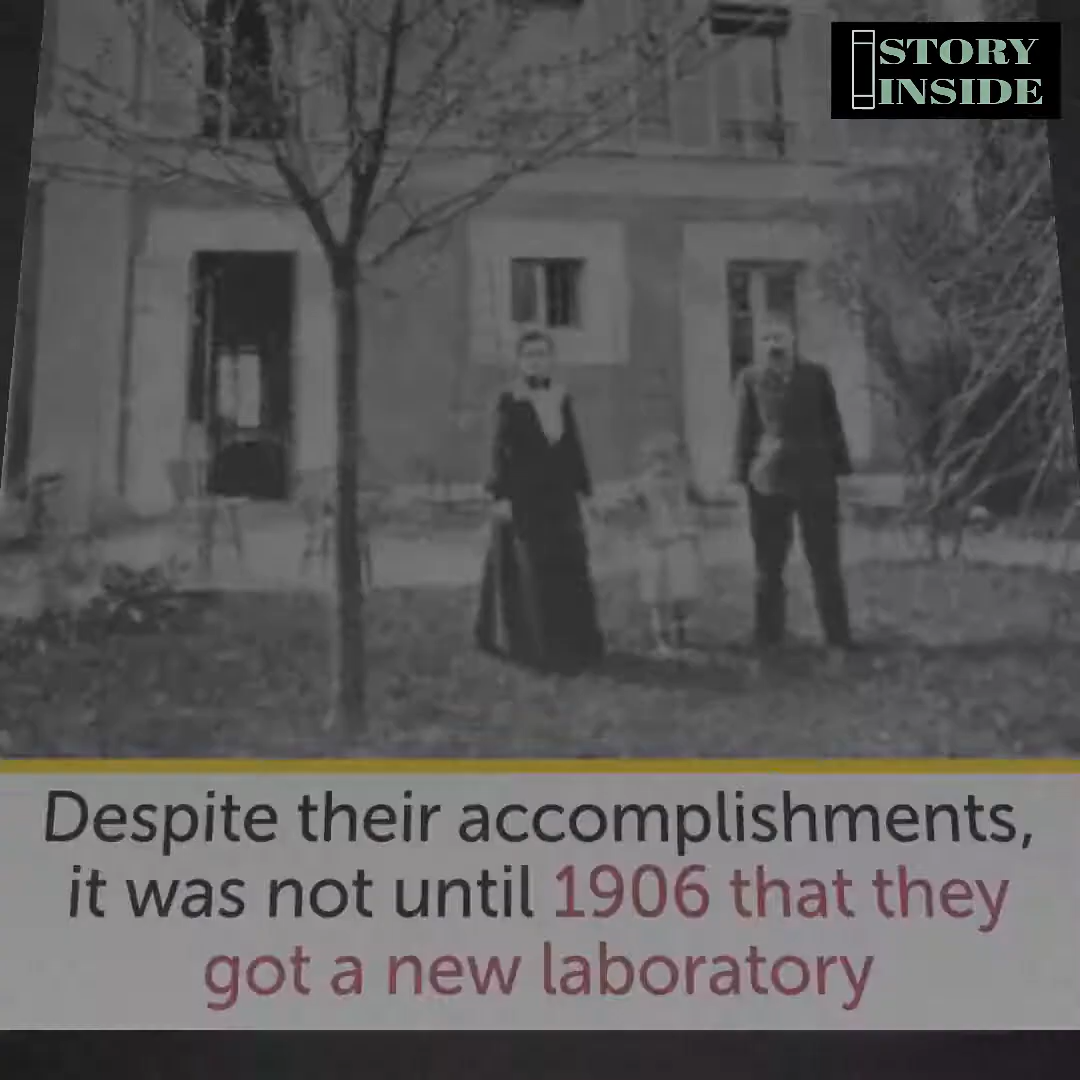 STORY
INSIDE
Despite their accomplishments,
it was not until 1906 that they
got a new laboratory